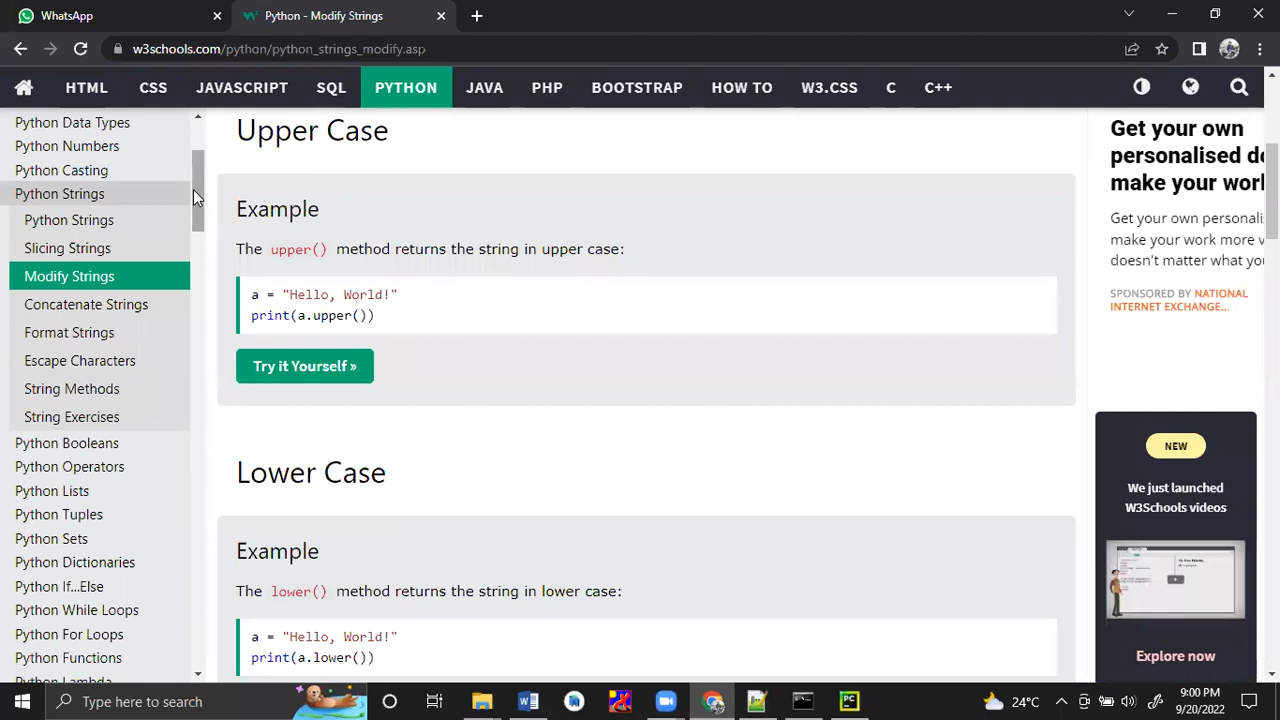 WhatsApp
Python - Modify Strings
w3schools.com/python/python_strings_modify.asp
HTML CSS JAVASCRIPT SQL PYTHON JAVA PHP BOOTSTRAP HOW TO W3.CSS C C++
Python Data Types
Python Numbers
Python Casting
Python Strings
Python Strings
Slicing Strings
Modify Strings
Concatenate Strings
Format Strings
Escape Characters
String Methods
String Exercises
Python Booleans
Python Operators
Python Lists
Python Tuples
Python Sets
Python Dictionaries
Python If...Else
Python While Loops
Python For Loops
Python Functions
Python Lambda
Upper Case
Example
The upper() method returns the string in upper case:
a = "Hello, World!"
print(a.upper())
Try it Yourself »
Lower Case
Example
The lower() method returns the string in lower case:
a = "Hello, World!"
print(a.lower())
Get your own
personalised do
make your work
Get your own personalis
make your work more v
doesn't matter what you
SPONSORED BY NATIONAL
INTERNET EXCHANGE...
NEW
We just launched
W3Schools videos
Explore now
Type here to search
24°C
9:00 PM
9/20/2022